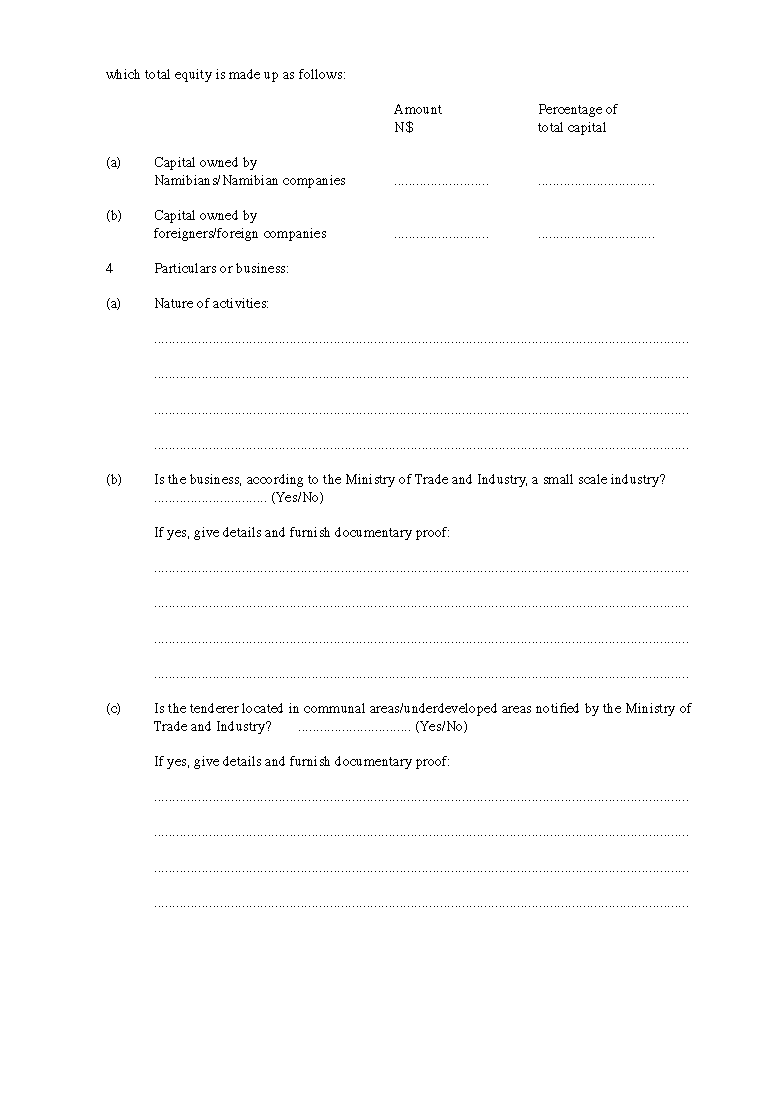 which total equity is made up as follows:
Amount Percentage of
N$ total capital
(a) Capital owned by
Namibians/Namibian companies .......................... ................................
(b) Capital owned by
foreigners/foreign companies .......................... ................................
4 Particulars or business:
(a) Nature of activities:
....................................................................................................................................................
....................................................................................................................................................
....................................................................................................................................................
....................................................................................................................................................
(b) Is the business, according to the Ministry of Trade and Industry, a small scale industry?
............................... (Yes/No)
If yes, give details and furnish documentary proof:
....................................................................................................................................................
....................................................................................................................................................
....................................................................................................................................................
....................................................................................................................................................
(c) Is the tenderer located in communal areas/underdeveloped areas notified by the Ministry of
Trade and Industry? ............................... (Yes/No)
If yes, give details and furnish documentary proof:
....................................................................................................................................................
....................................................................................................................................................
....................................................................................................................................................
....................................................................................................................................................